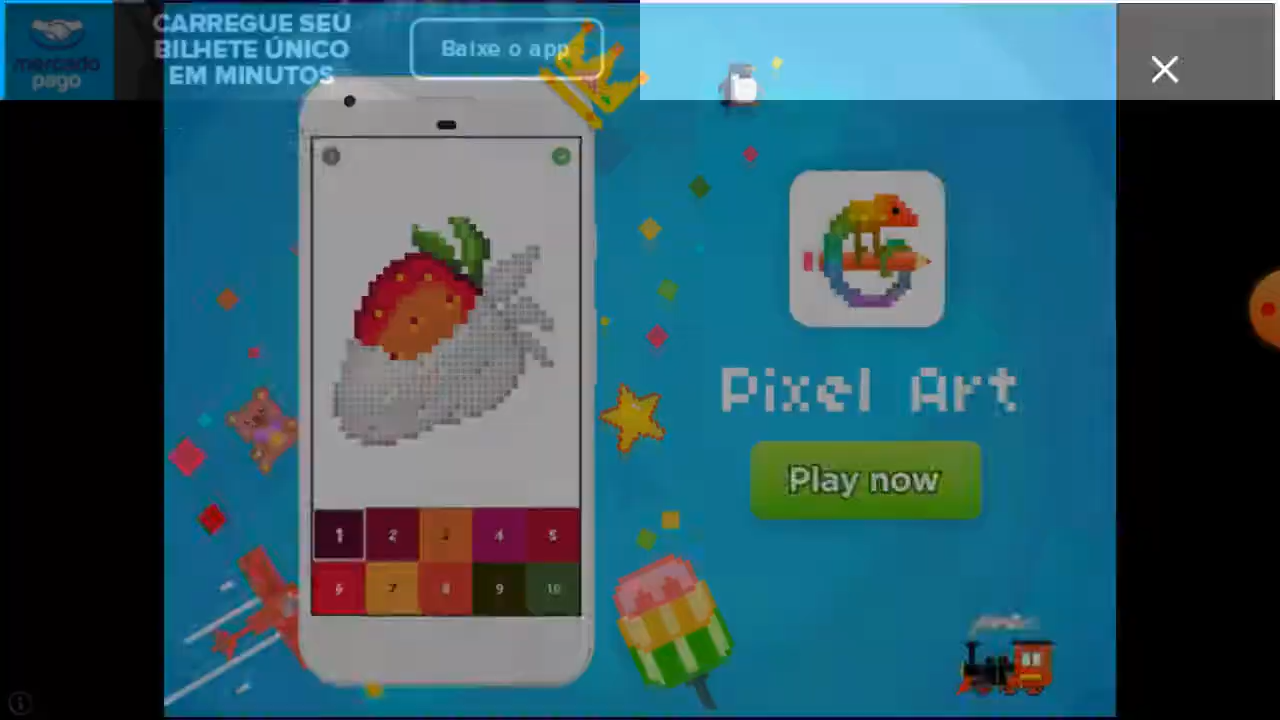 mercado
pago
CARREGUE SEU
BILHETE ÚNICO
EM MINUTOS
Baixe o app
Pixel Art
Play now
1 2 3 4 5
6 7 8 9 10